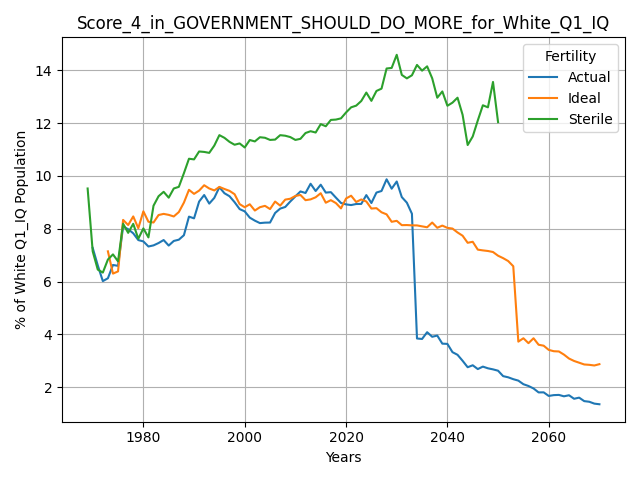 Score_4_in_GOVERNMENT_SHOULD_DO_MORE_for_White_Q1_IQ
Fertility
Actual
Ideal
Sterile
14
12
10
8
6
4
2
% of White Q1_IQ Population
1980
2000
2020
2040
2060
Years